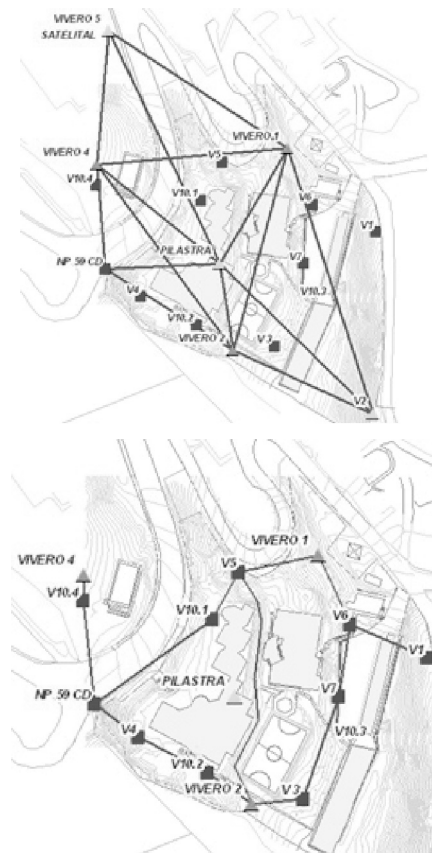 VIVERO 5
SATELITAL
VIVERO 1
V5
VIVERO 4
V10.4
V10.1
V6
V1
PILASTRA
NP 59 CD
V7
V10.3
V4
V10.2
VIVERO 2
V3
V2
VIVERO 1
V5
VIVERO 4
V10.4
V10.1
V6
V1
PILASTRA
NP 59 CD
V7
V10.3
V4
V10.2
VIVERO 2
V3